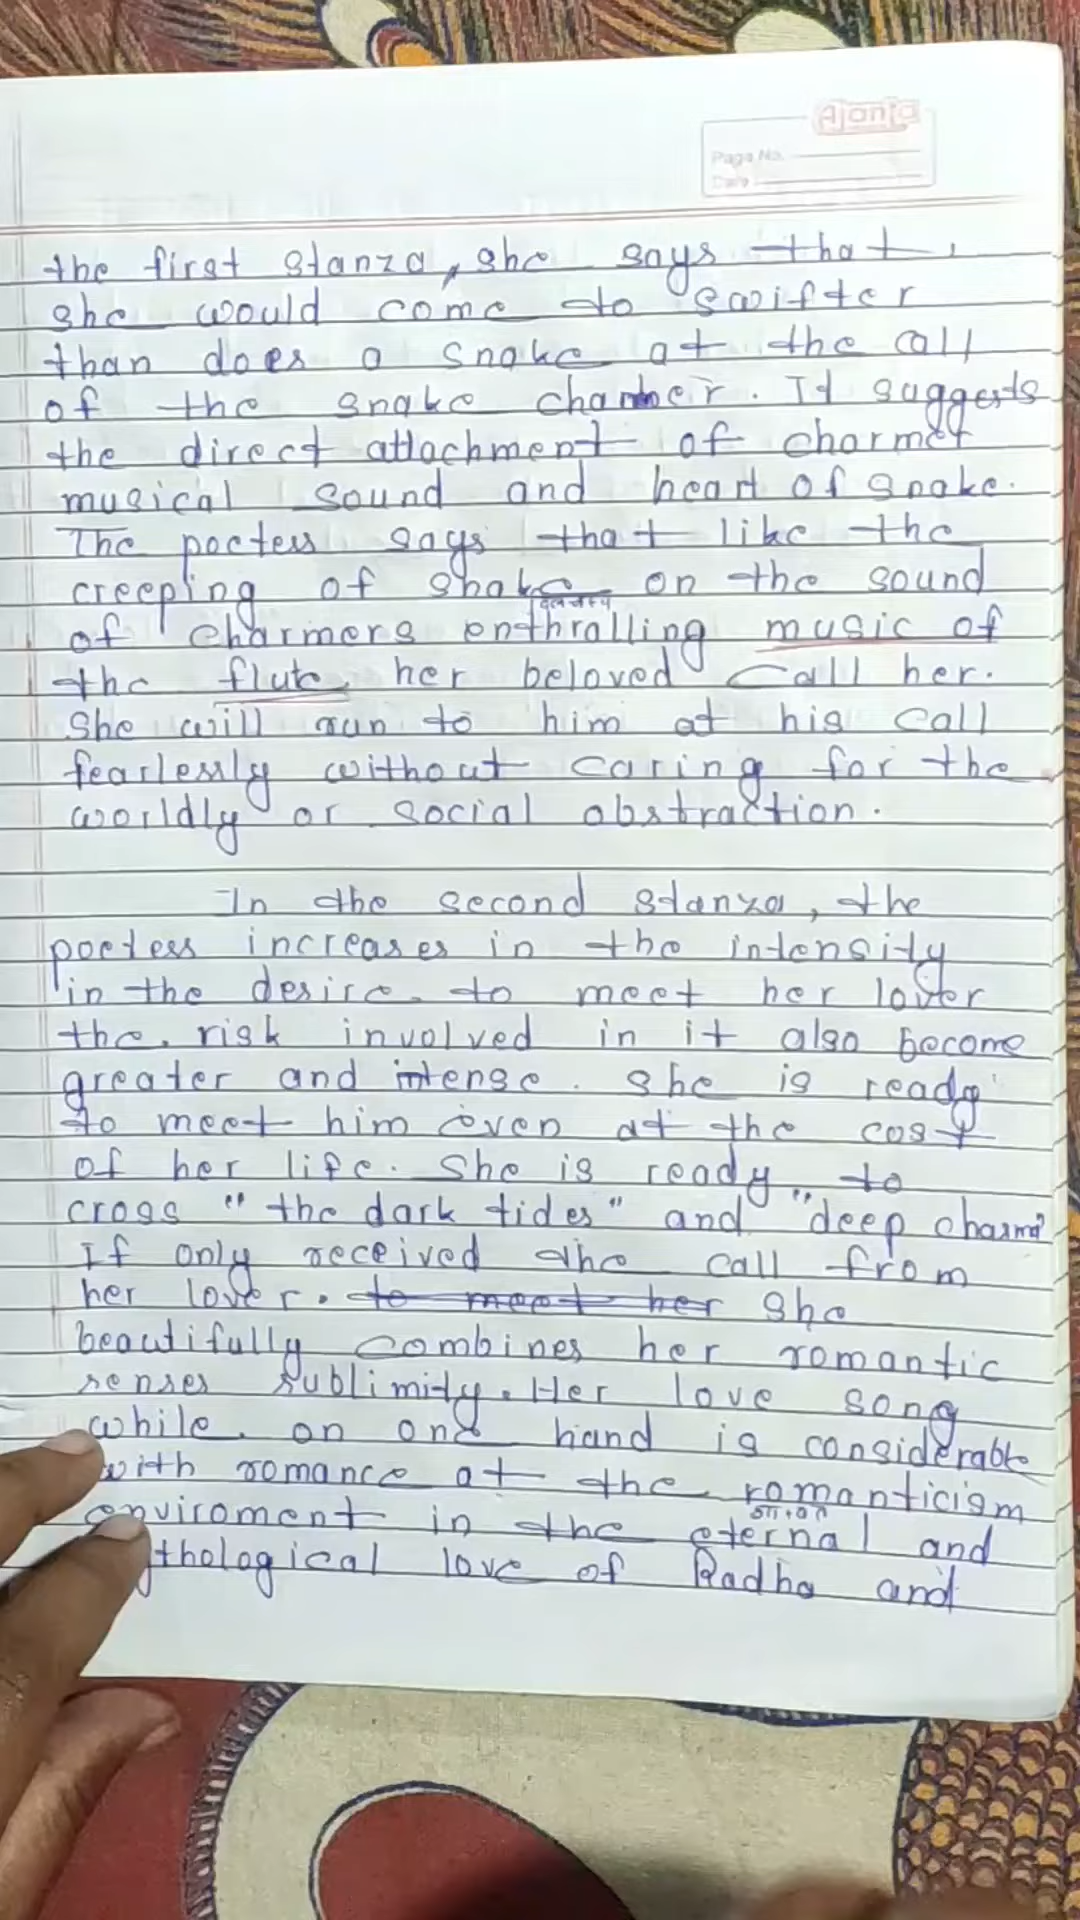 Ajanta
Page No.
Date
the first stanza, she says that,
she would come to swifter
than does a snake at the call
of the snake charmer. It suggests
the direct attachment of charmer
musical sound and heart of snake.
The poetess says that like the
creeping of snake on the sound
of charmers enthralling music of
the flute, her beloved call her.
She will run to him at his call
fearlessly without caring for the
worldly or social abstraction.
In the second stanza, the
poetess increases in the intensity
in the desire to meet her lover
the risk involved in it also become
greater and intense. She is ready
to meet him even at the cost
of her life. She is ready to
cross "the dark tides" and "deep
If only received the call from
her lover. to meet her She
beautifully combines her romantic
senses sublimity. Her love song
while on one hand is considerable
with romance at the romanticism
enviroment in the eternal and
thological love of Radha and